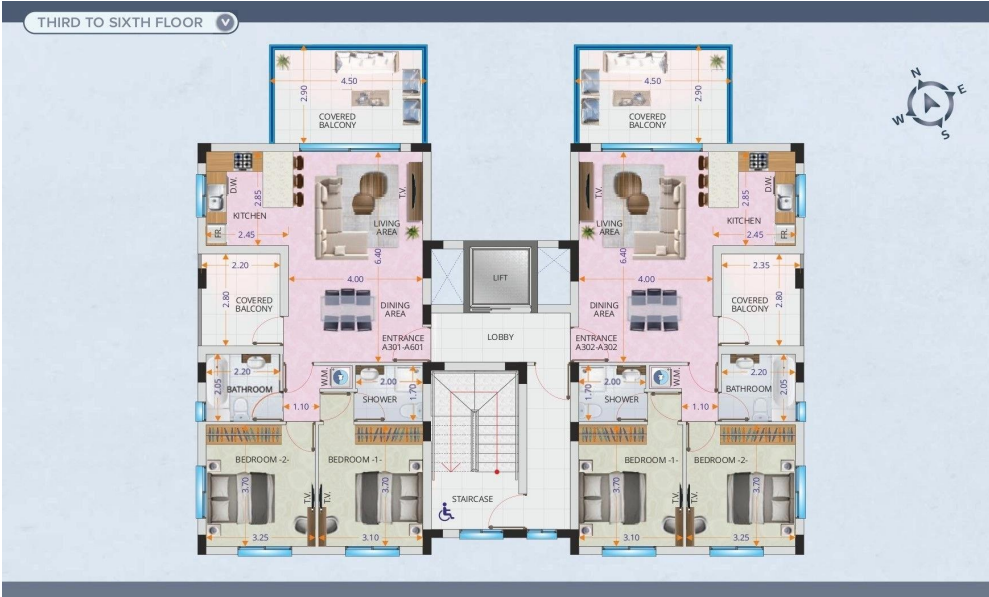 THIRD TO SIXTH FLOOR V
N
E
W
S
4.50
2.90
COVERED
BALCONY
4.50
2.90
COVERED
BALCONY
D.W.
2.85
KITCHEN
FR.
2.45
T.V.
LIVING
AREA
6.40
4.00
2.20
2.80
COVERED
BALCONY
DINING
AREA
ENTRANCE
A301-A601
LIFT
LOBBY
T.V.
LIVING
AREA
6.40
4.00
D.W.
2.85
KITCHEN
FR.
2.45
2.35
2.80
COVERED
BALCONY
DINING
AREA
ENTRANCE
A302-A302
2.20
2.05
BATHROOM
1.10
W.M.
2.00
1.70
SHOWER
2.00
1.70
SHOWER
W.M.
1.10
2.20
2.05
BATHROOM
BEDROOM -2-
3.70
T.V.
3.25
BEDROOM -1-
3.70
T.V.
3.10
STAIRCASE
BEDROOM -1-
3.70
T.V.
3.10
BEDROOM -2-
3.70
T.V.
3.25